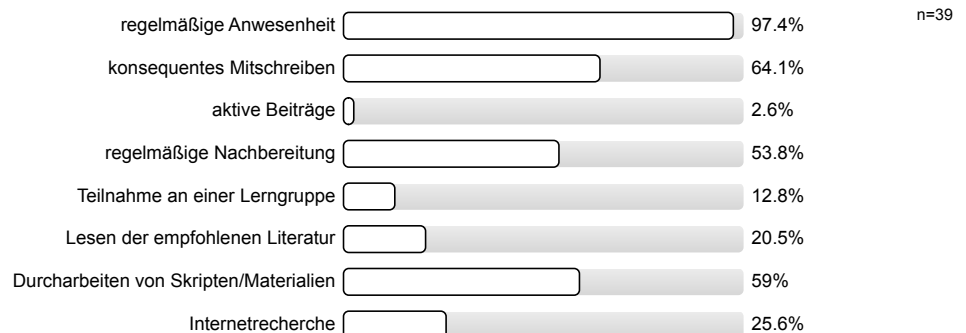 regelmäßige Anwesenheit 97.4% n=39
konsequentes Mitschreiben 64.1%
aktive Beiträge 2.6%
regelmäßige Nachbereitung 53.8%
Teilnahme an einer Lerngruppe 12.8%
Lesen der empfohlenen Literatur 20.5%
Durcharbeiten von Skripten/Materialien 59%
Internetrecherche 25.6%